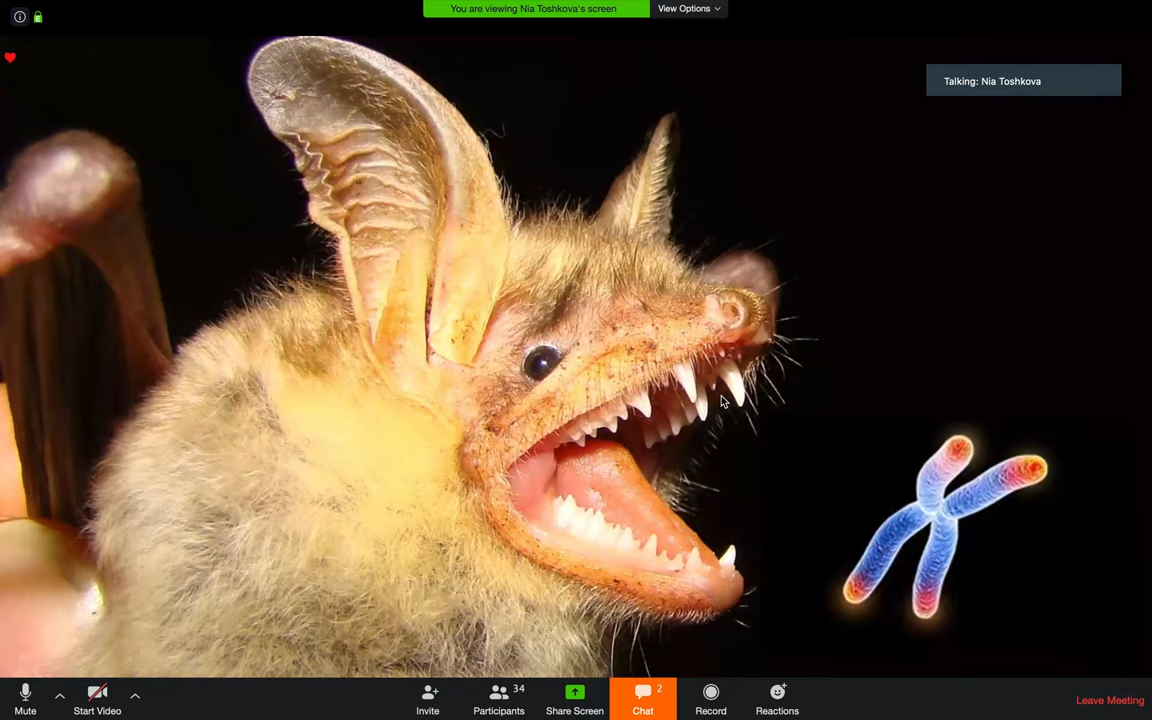 You are viewing Nia Toshkova's screen
View Options
Talking: Nia Toshkova
Mute
Start Video
Invite
Participants
34
Share Screen
Chat
2
Record
Reactions
Leave Meeting